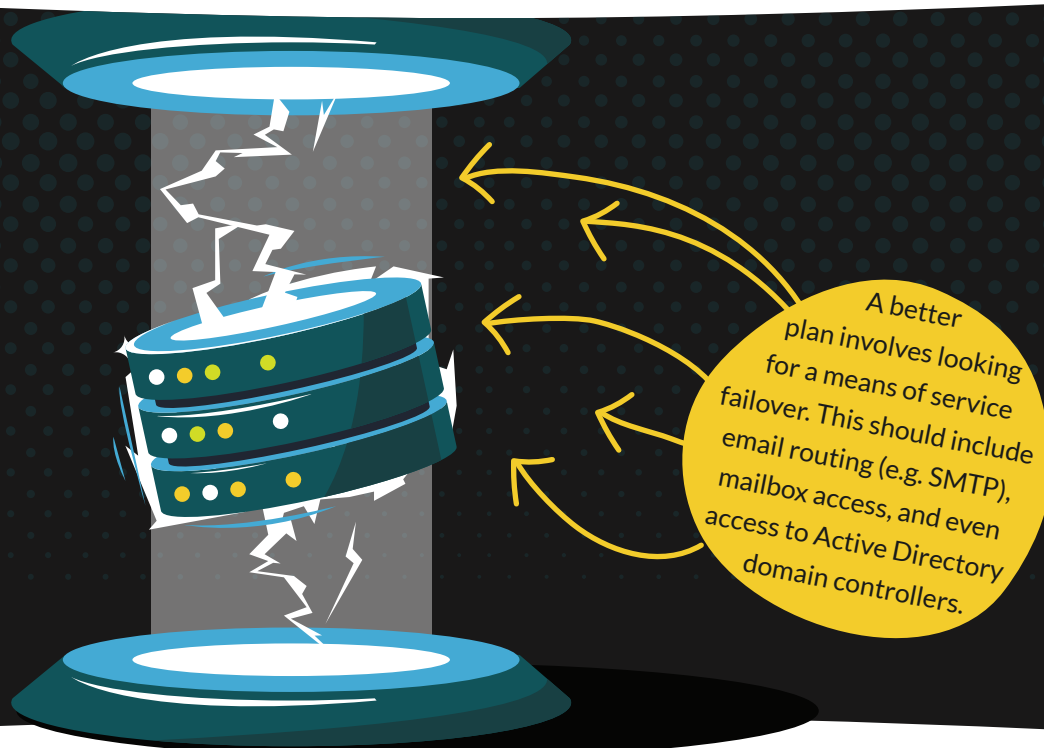 A better
plan involves looking
for a means of service
failover. This should include
email routing (e.g. SMTP),
mailbox access, and even
access to Active Directory
domain controllers.